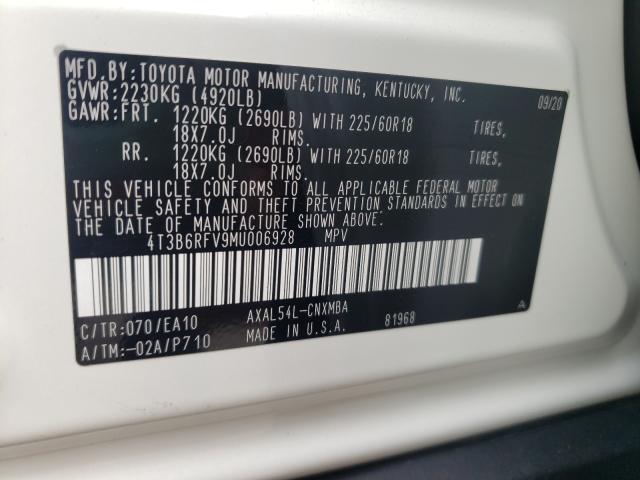 MFD.BY:TOYOTA MOTOR MANUFACTURING, KENTUCKY, INC.
GVWR:2230KG (4920LB) 09/20
GAWR:FRT. 1220KG (2690LB) WITH 225/60R18 TIRES,
18X7.0J RIMS.
RR. 1220KG (2690LB) WITH 225/60R18 TIRES,
18X7.0J RIMS.
THIS VEHICLE CONFORMS TO ALL APPLICABLE FEDERAL MOTOR
VEHICLE SAFETY AND THEFT PREVENTION STANDARDS IN EFFECT ON
THE DATE OF MANUFACTURE SHOWN ABOVE.
4T3B6RFV9MU006928 MPV
C/TR:070/EA10 AXAL54L-CNXMBA A
A/TM:-02A/P710 MADE IN U.S.A. 81968